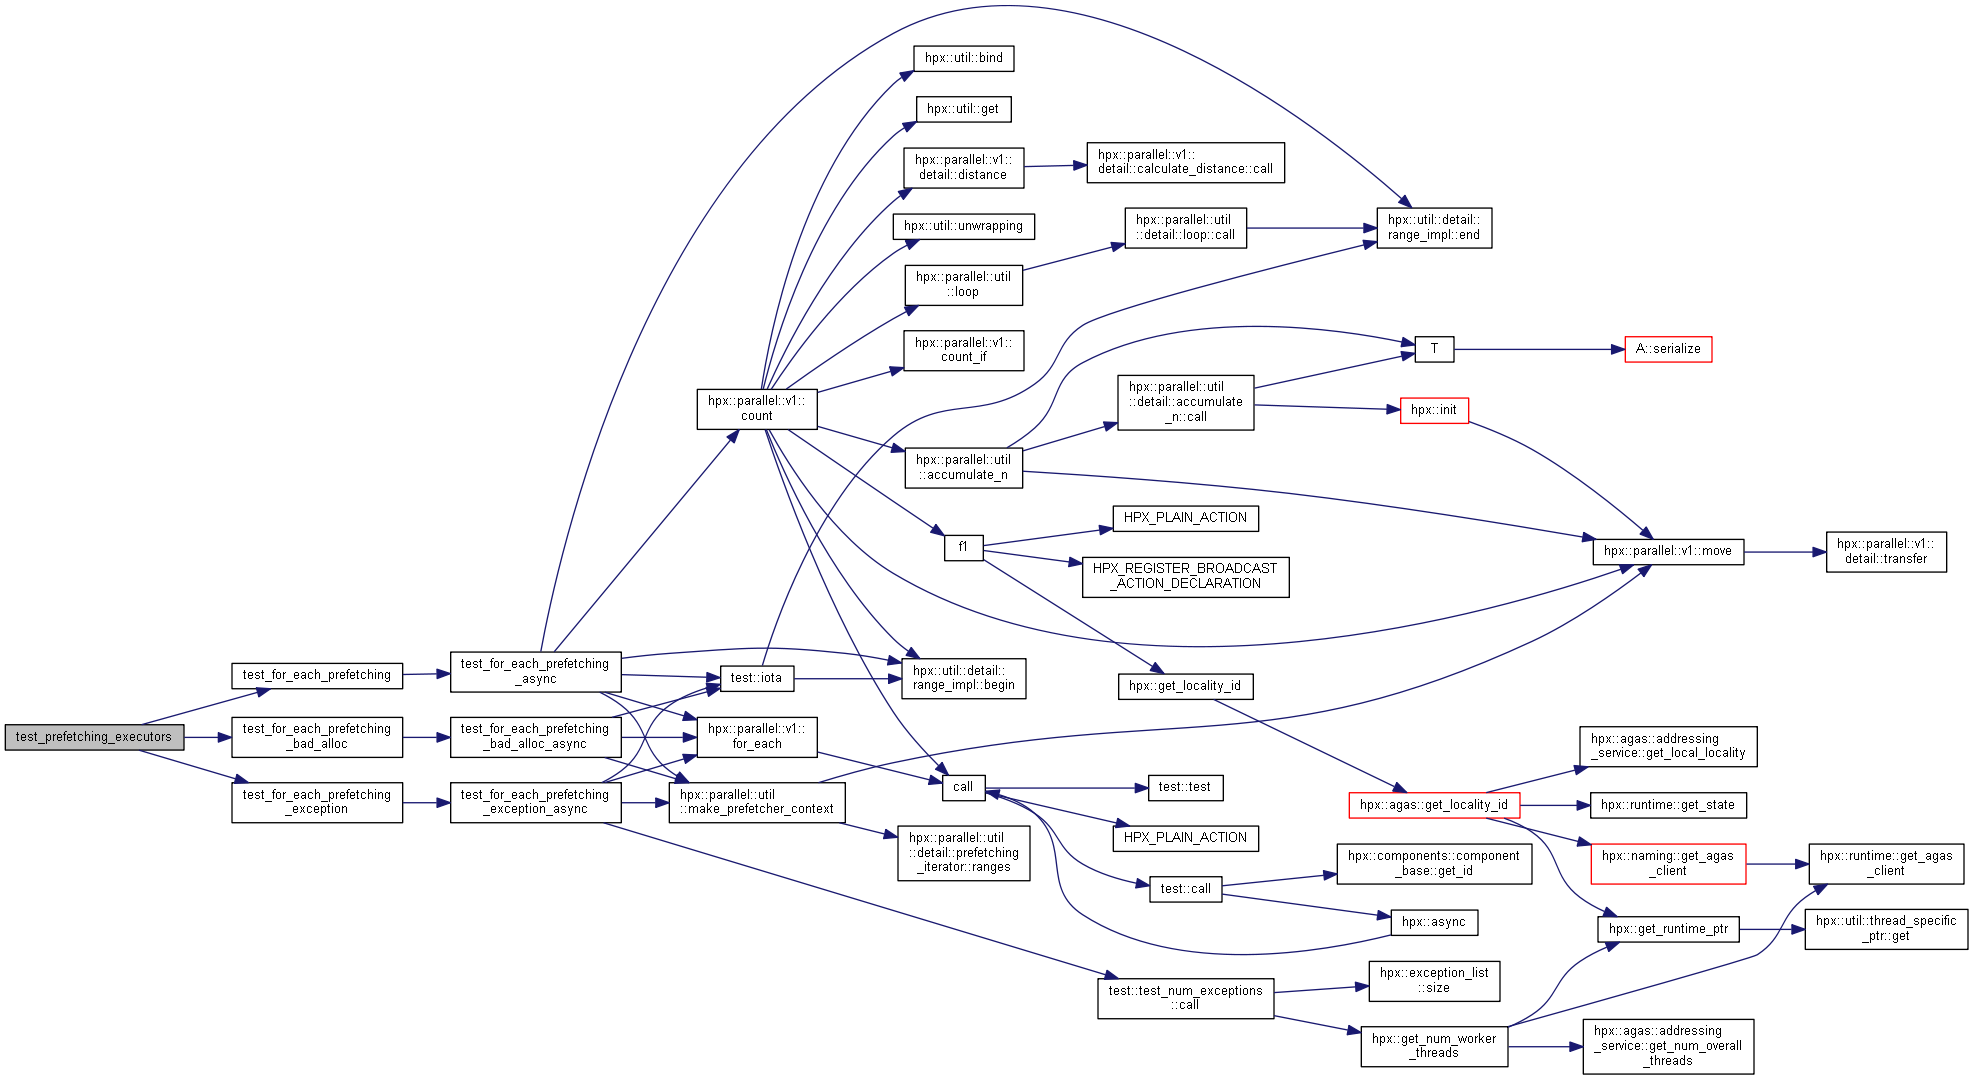 test_prefetching_executors
test_for_each_prefetching
test_for_each_prefetching
_bad_alloc
test_for_each_prefetching
_exception
test_for_each_prefetching
_async
test_for_each_prefetching
_bad_alloc_async
test_for_each_prefetching
_exception_async
hpx::parallel::v1::
count
test::iota
hpx::parallel::v1::
for_each
hpx::parallel::util
::make_prefetcher_context
hpx::util::bind
hpx::util::get
hpx::parallel::v1::
detail::distance
hpx::util::unwrapping
hpx::parallel::util
::loop
hpx::parallel::v1::
count_if
hpx::parallel::util
::accumulate_n
f1
hpx::util::detail::
range_impl::begin
call
hpx::parallel::util
::detail::prefetching
_iterator::ranges
hpx::parallel::v1::
detail::calculate_distance::call
hpx::parallel::util
::detail::loop::call
hpx::parallel::util
::detail::accumulate
_n::call
HPX_PLAIN_ACTION
HPX_REGISTER_BROADCAST
_ACTION_DECLARATION
hpx::get_locality_id
test::test
HPX_PLAIN_ACTION
test::call
test::test_num_exceptions
::call
hpx::util::detail::
range_impl::end
T
hpx::init
hpx::agas::get_locality_id
hpx::components::component
_base::get_id
hpx::async
hpx::exception_list
::size
hpx::get_num_worker
_threads
A::serialize
hpx::parallel::v1::move
hpx::agas::addressing
_service::get_local_locality
hpx::runtime::get_state
hpx::naming::get_agas
_client
hpx::get_runtime_ptr
hpx::agas::addressing
_service::get_num_overall
_threads
hpx::parallel::v1::
detail::transfer
hpx::runtime::get_agas
_client
hpx::util::thread_specific
_ptr::get